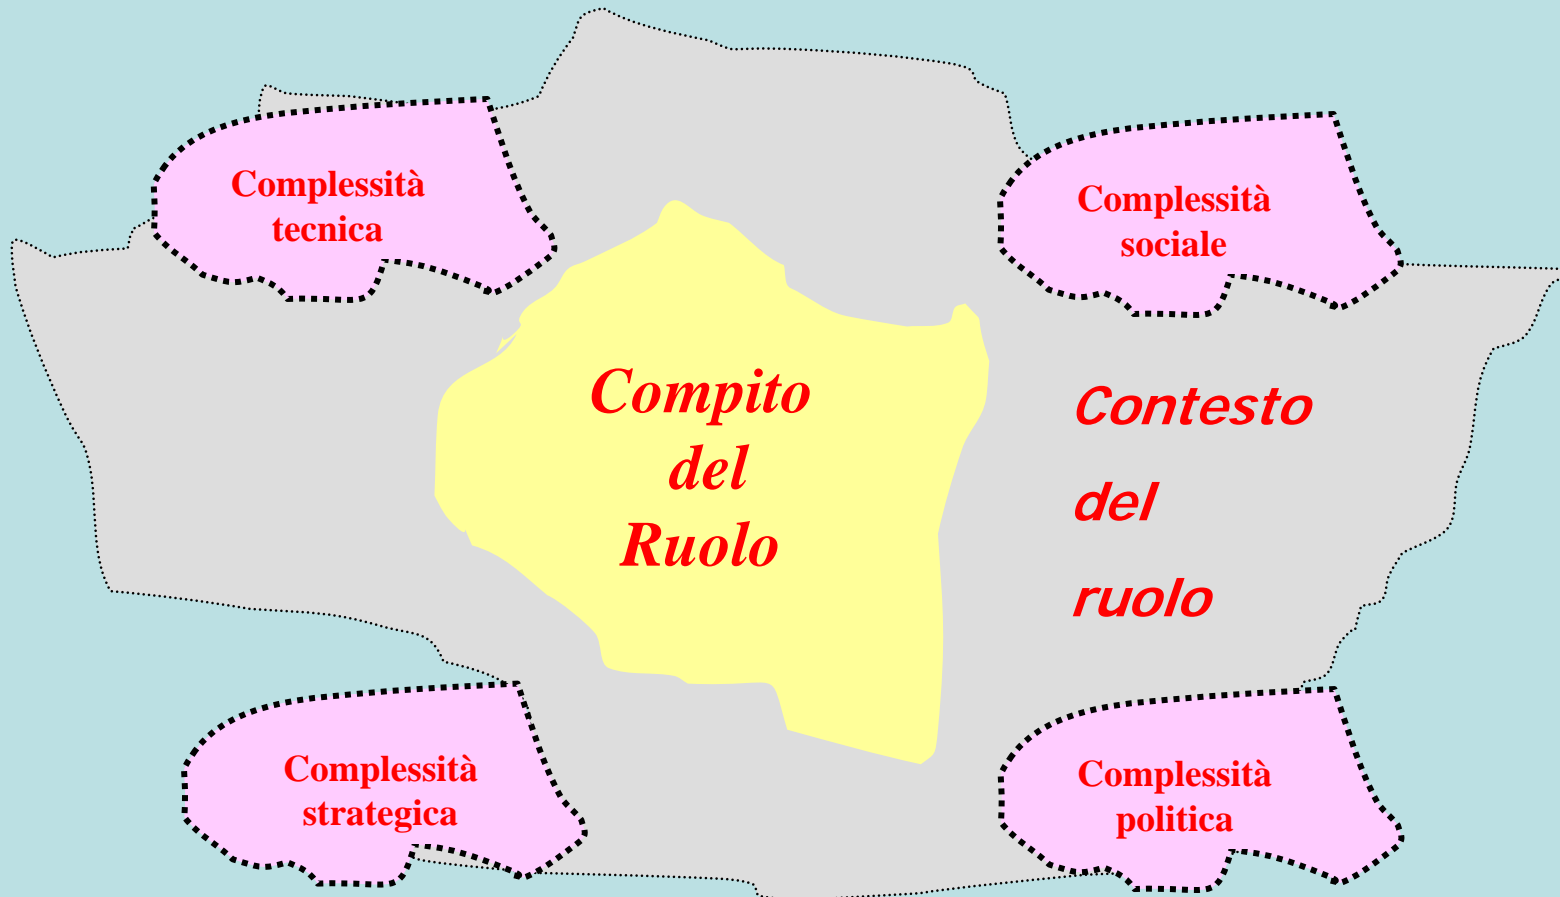 Complessità
tecnica
Complessità
sociale
Compito
del
Ruolo
Contesto
del
ruolo
Complessità
strategica
Complessità
politica